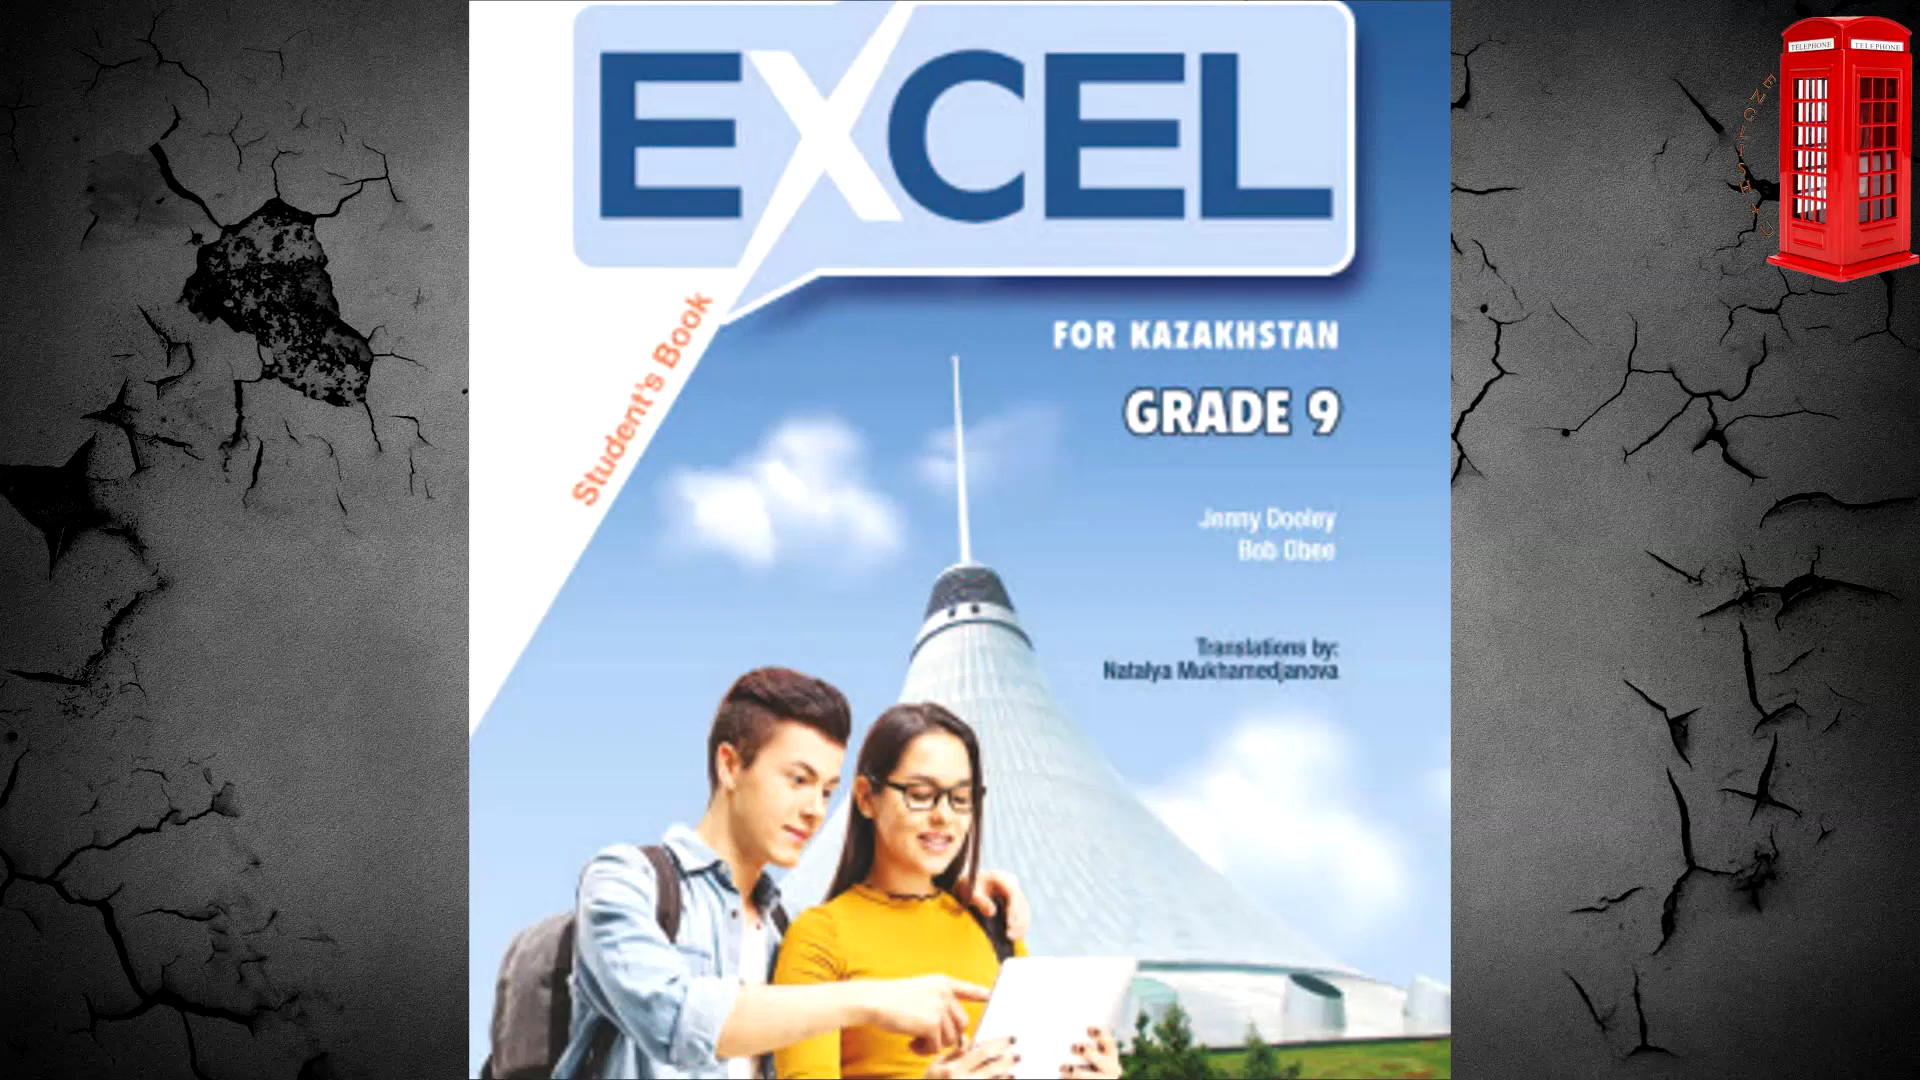 EXCEL
Student's Book
FOR KAZAKHSTAN
GRADE 9
Jenny Dooley
Bob Obee
Translations by:
Natalya Mukhamedjanova
TELEPHONE
TELEPHONE